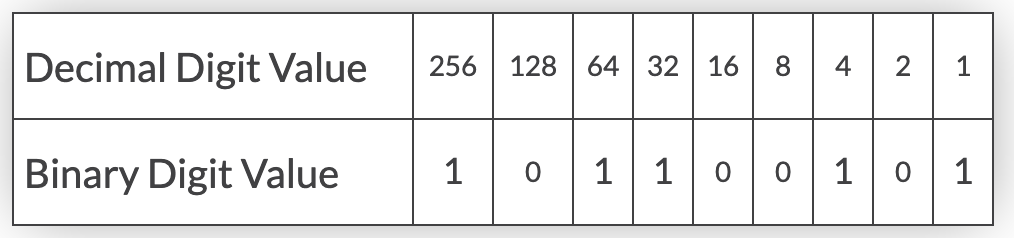 Decimal Digit Value 256 128 64 32 16 8 4 2 1
Binary Digit Value 1 0 1 1 0 0 1 0 1